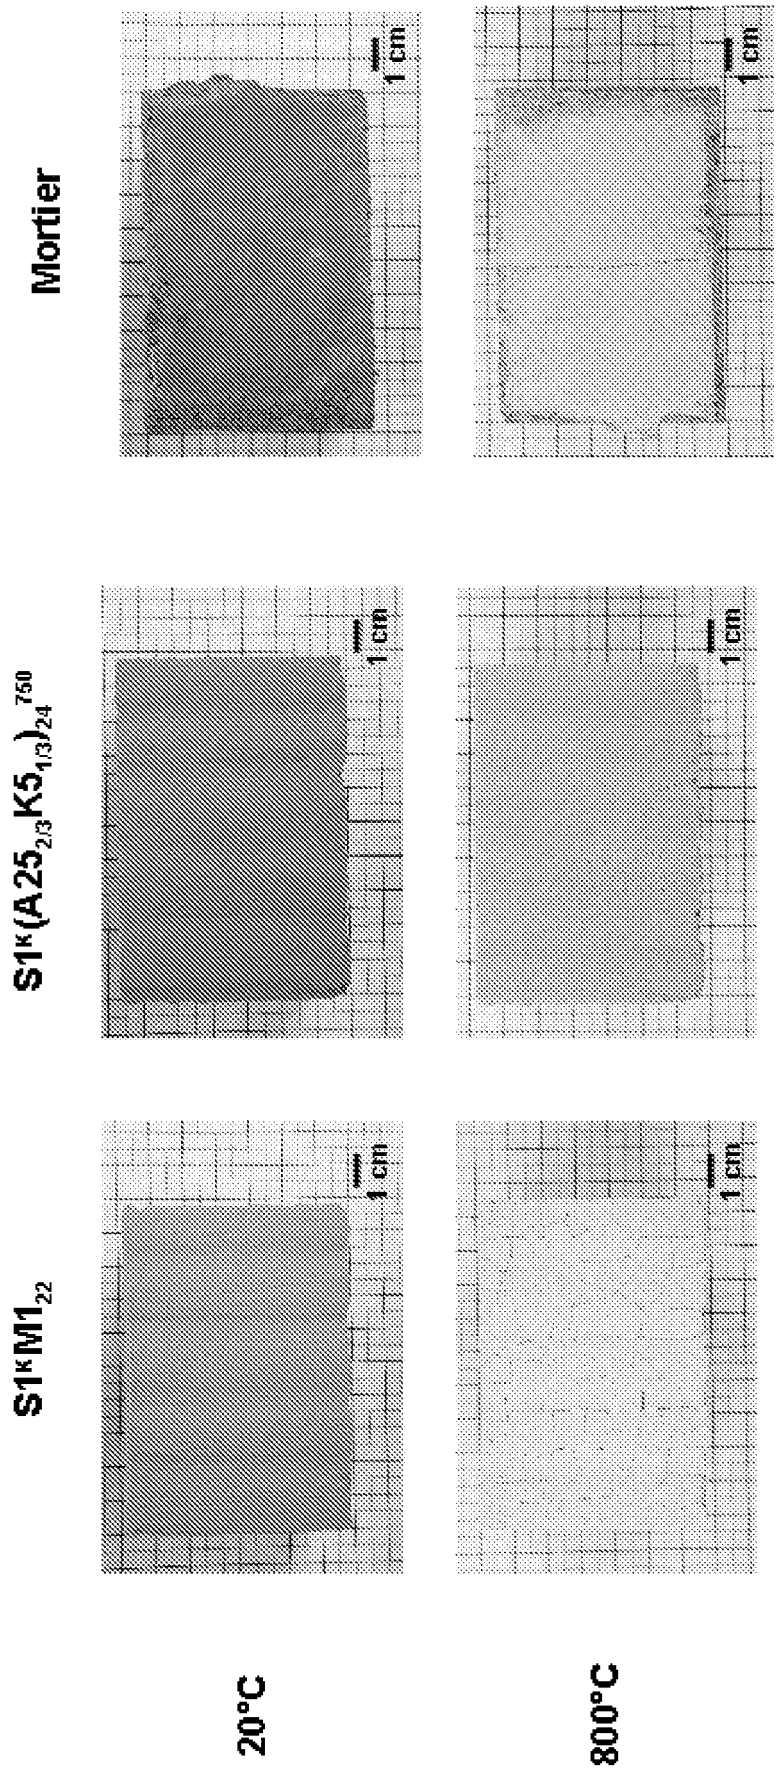 S1ᴷM1₂₂
S1ᴷ(A25₂/₃K5₁/₃)₂₄⁷⁵⁰
Mortier
20°C
1 cm
1 cm
1 cm
800°C
1 cm
1 cm
1 cm